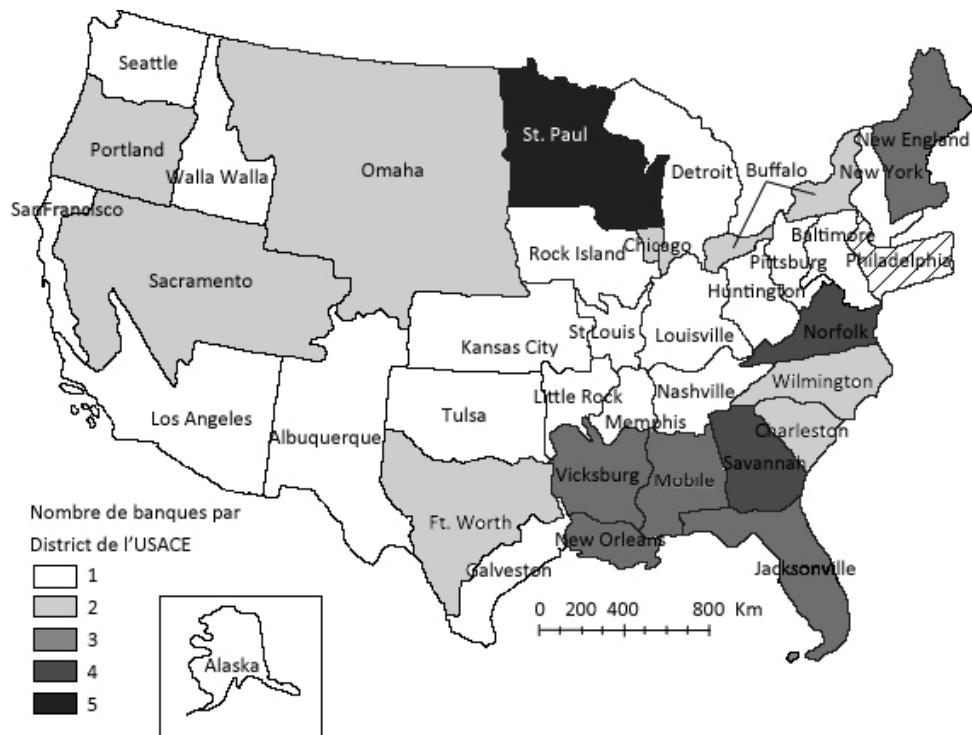 Seattle
Portland
Walla Walla
Omaha
St. Paul
Detroit
Buffalo
New York
New England
SanFrancisco
Sacramento
Rock Island
Chicago
Baltimore
Pittsburg
Philadelphia
Huntington
Kansas City
St Louis
Louisville
Norfolk
Los Angeles
Albuquerque
Tulsa
Little Rock
Memphis
Nashville
Wilmington
Charleston
Savannah
Vicksburg
Mobile
Ft. Worth
New Orleans
Galveston
Jacksonville
Nombre de banques par
District de l'USACE
1
2
3
4
5
Alaska
0 200 400 800 Km